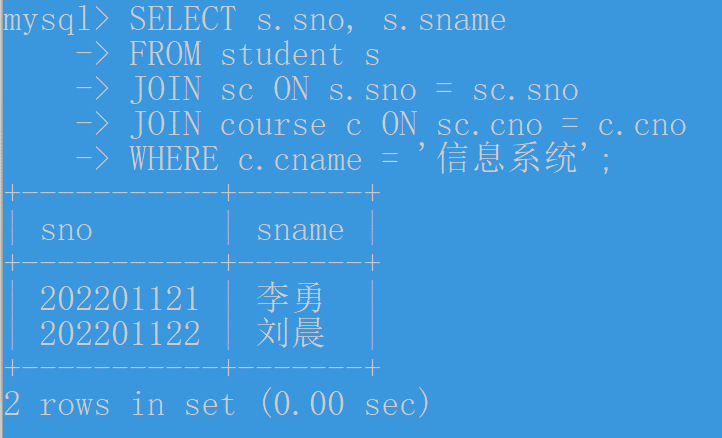 mysql> SELECT s.sno, s.sname
    -> FROM student s
    -> JOIN sc ON s.sno = sc.sno
    -> JOIN course c ON sc.cno = c.cno
    -> WHERE c.cname = '信息系统';
+-----------+-------+
| sno       | sname |
+-----------+-------+
| 202201121 | 李勇  |
| 202201122 | 刘晨  |
+-----------+-------+
2 rows in set (0.00 sec)